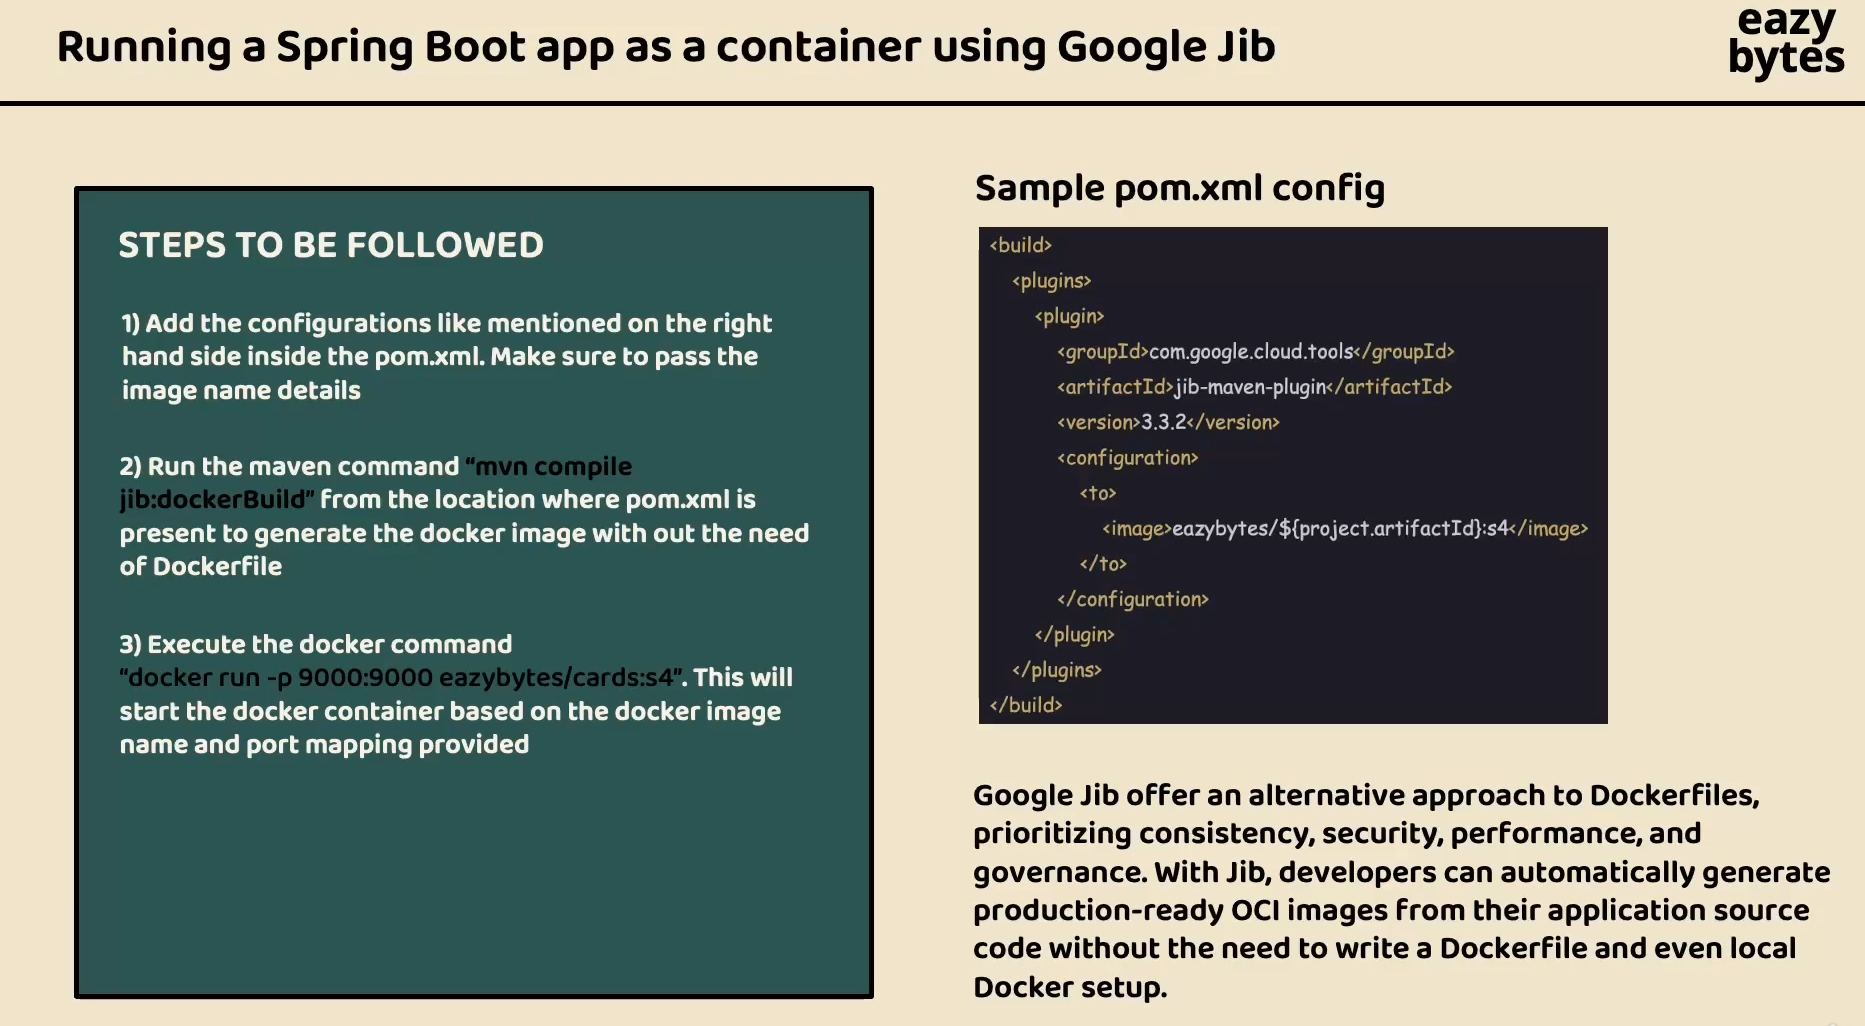 Running a Spring Boot app as a container using Google Jib
eazy
bytes
STEPS TO BE FOLLOWED
1) Add the configurations like mentioned on the right
hand side inside the pom.xml. Make sure to pass the
image name details
2) Run the maven command “mvn compile
jib:dockerBuild” from the location where pom.xml is
present to generate the docker image with out the need
of Dockerfile
3) Execute the docker command
“docker run -p 9000:9000 eazybytes/cards:s4”. This will
start the docker container based on the docker image
name and port mapping provided
Sample pom.xml config
<build>
<plugins>
<plugin>
<groupId>com.google.cloud.tools</groupId>
<artifactId>jib-maven-plugin</artifactId>
<version>3.3.2</version>
<configuration>
<to>
<image>eazybytes/${project.artifactId}:s4</image>
</to>
</configuration>
</plugin>
</plugins>
</build>
Google Jib offer an alternative approach to Dockerfiles,
prioritizing consistency, security, performance, and
governance. With Jib, developers can automatically generate
production-ready OCI images from their application source
code without the need to write a Dockerfile and even local
Docker setup.